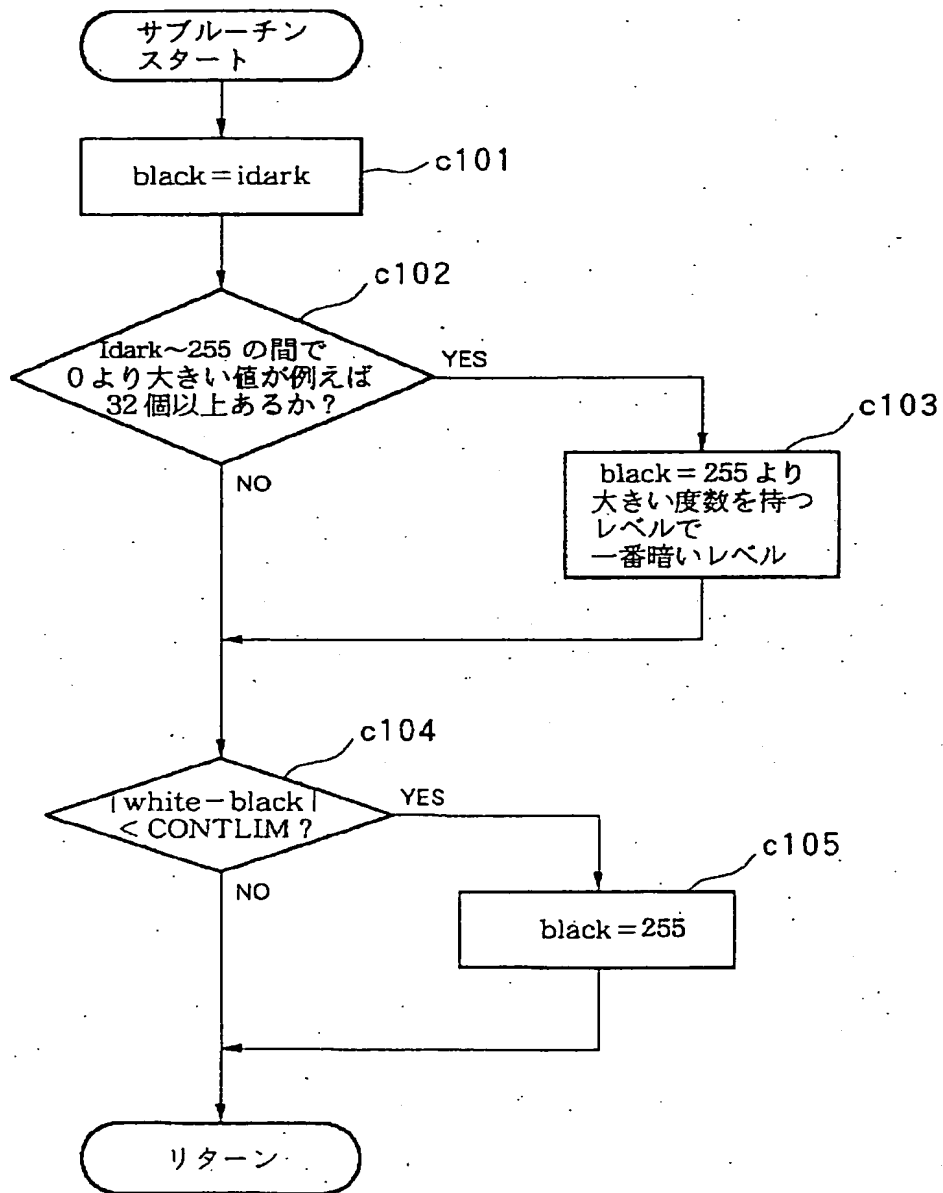 サブルーチン
スタート
black=idark
c101
c102
Idark~255 の間で
0より大きい値が例えば
32個以上あるか?
YES
NO
c103
black=255より
大きい度数を持つ
レベルで
一番暗いレベル
c104
|white-black|
<CONTLIM?
YES
NO
c105
black=255
リターン